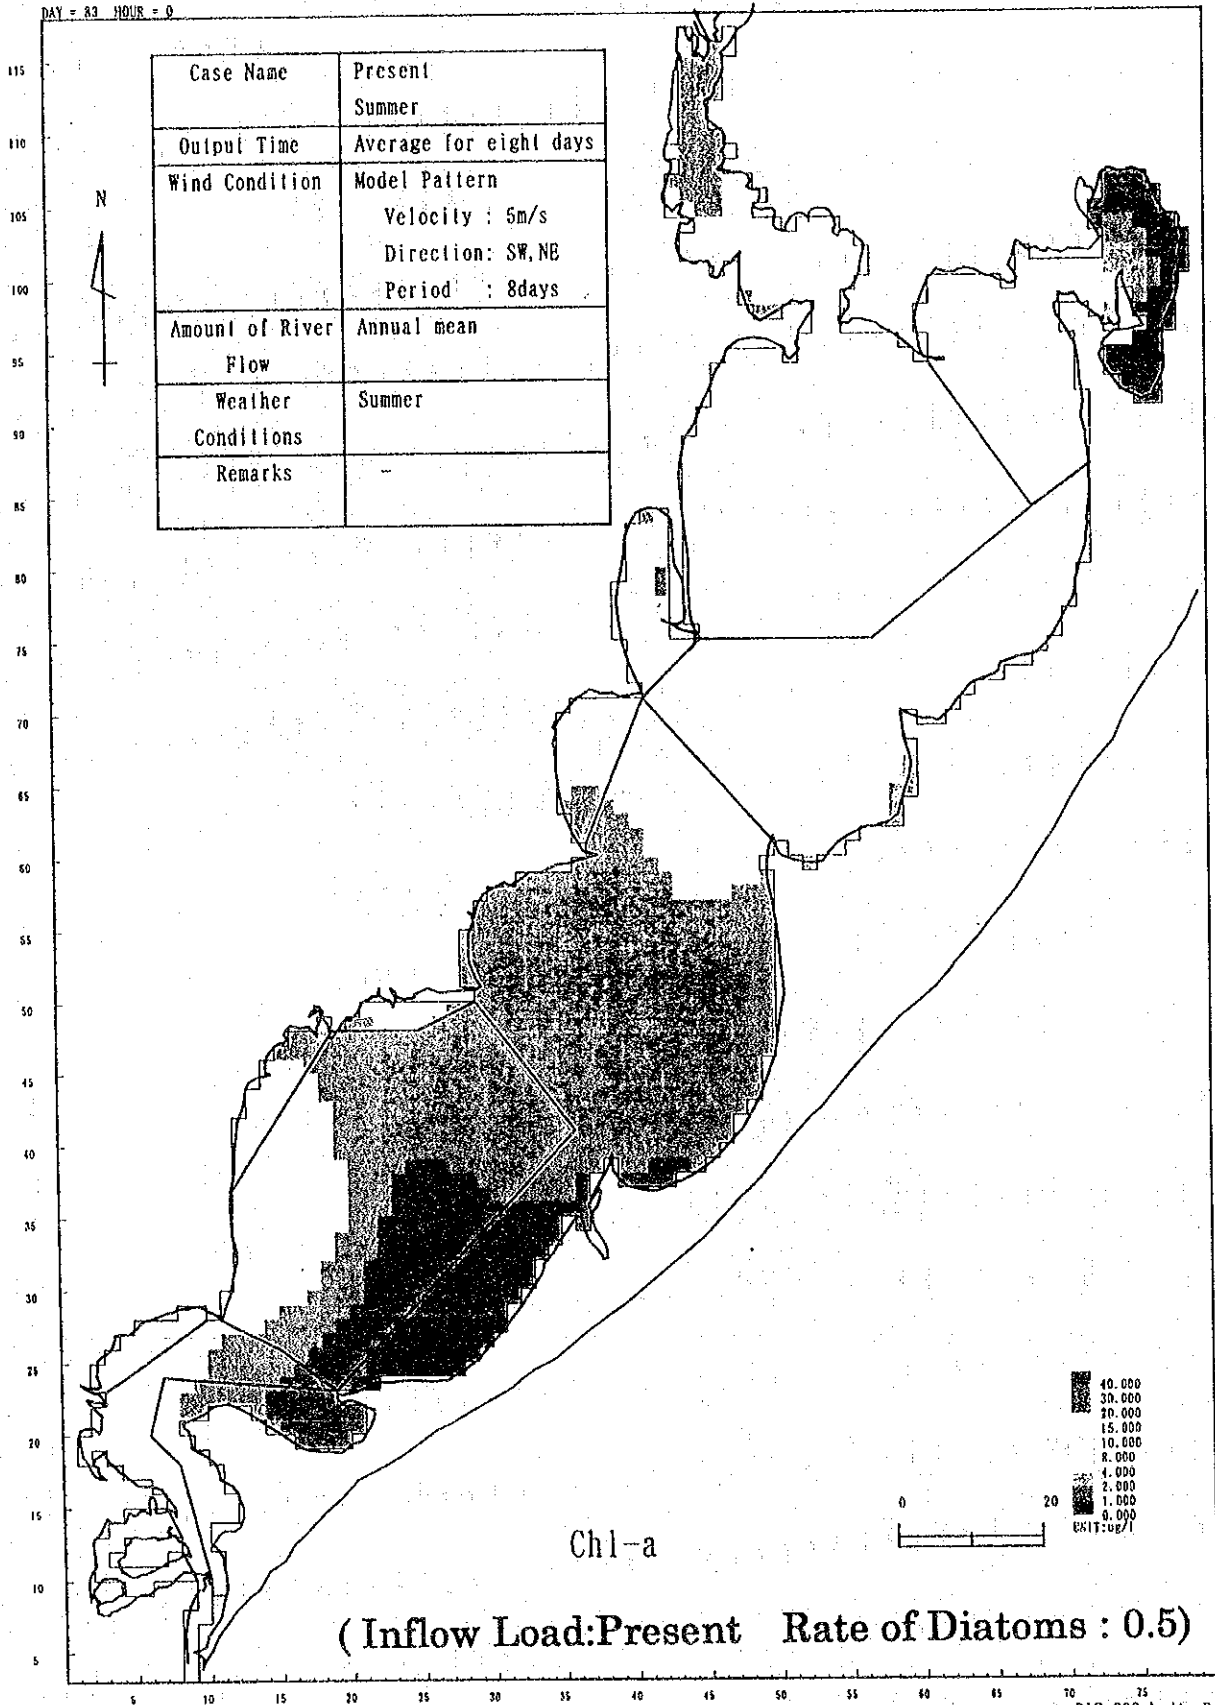 DAY = 83 HOUR = 0
Case Name Present
Summer
Output Time Average for eight days
Wind Condition Model Pattern
Velocity : 5m/s
Direction: SW,NE
Period : 8days
Amount of River Flow Annual mean
Weather Conditions Summer
Remarks -
N
115
110
105
100
95
90
85
80
75
70
65
60
55
50
45
40
35
30
25
20
15
10
5
40.000
30.000
20.000
15.000
10.000
8.000
4.000
2.000
1.000
0.000
UNIT:ug/l
0 20
Chl-a
( Inflow Load:Present Rate of Diatoms : 0.5)
5 10 15 20 25 30 35 40 45 50 55 60 65 70 75